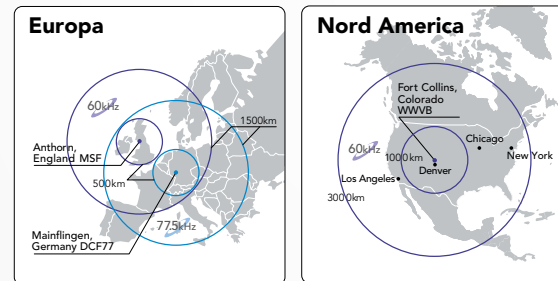 Europa
60kHz
1500km
Anthorn,
England MSF
500km
77.5kHz
Mainflingen,
Germany DCF77
Nord America
Fort Collins,
Colorado
WWVB
60kHz
1000km
Chicago
New York
Denver
Los Angeles
3000km